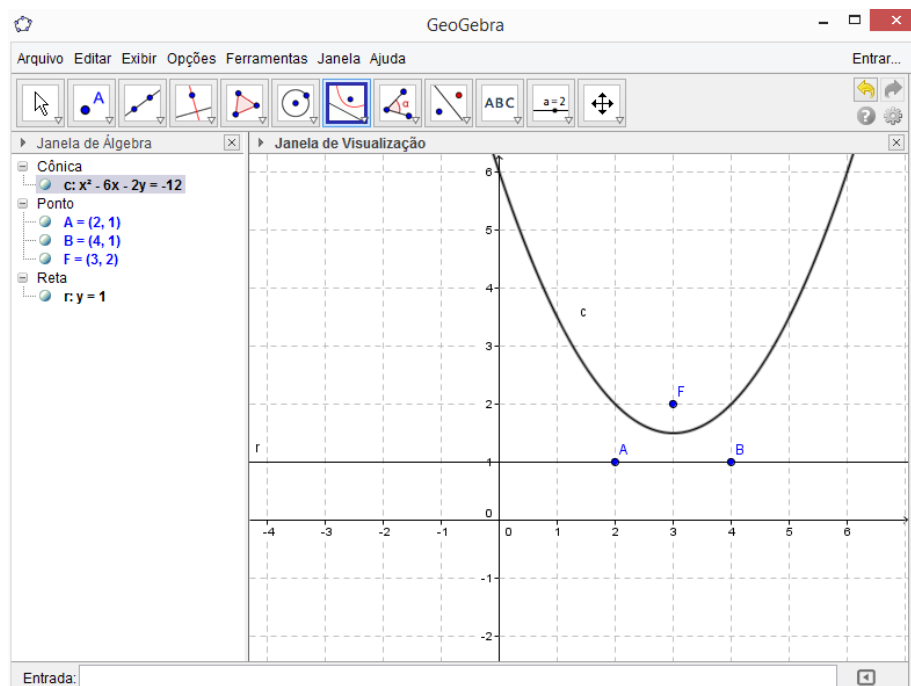 GeoGebra
Arquivo Editar Exibir Opções Ferramentas Janela Ajuda Entrar...
A α ABC a=2
Janela de Álgebra
Janela de Visualização
Cônica
c: x² - 6x - 2y = -12
Ponto
A = (2, 1)
B = (4, 1)
F = (3, 2)
Reta
r: y = 1
6
5
4
c
3
2
F
r
A
B
1
0
-4 -3 -2 -1 0 1 2 3 4 5 6
-1
-2
Entrada: